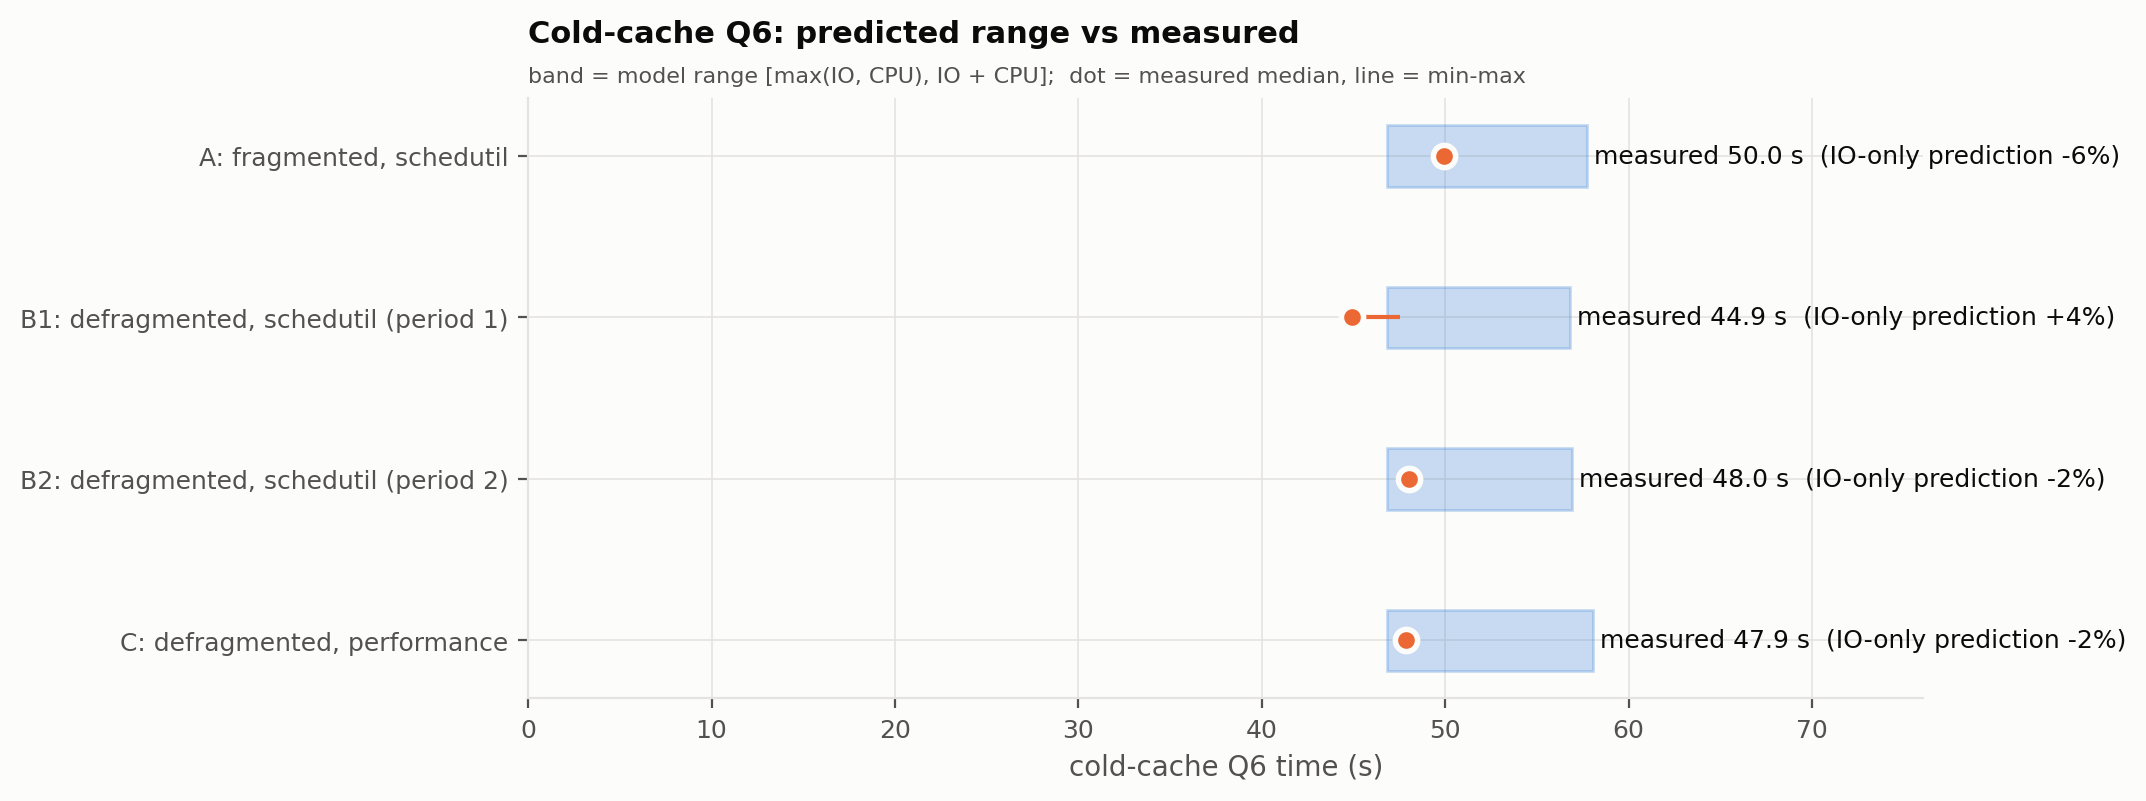 Cold-cache Q6: predicted range vs measured
band = model range [max(IO, CPU), IO + CPU];  dot = measured median, line = min-max
A: fragmented, schedutil
measured 50.0 s  (IO-only prediction -6%)
B1: defragmented, schedutil (period 1)
measured 44.9 s  (IO-only prediction +4%)
B2: defragmented, schedutil (period 2)
measured 48.0 s  (IO-only prediction -2%)
C: defragmented, performance
measured 47.9 s  (IO-only prediction -2%)
0 10 20 30 40 50 60 70
cold-cache Q6 time (s)